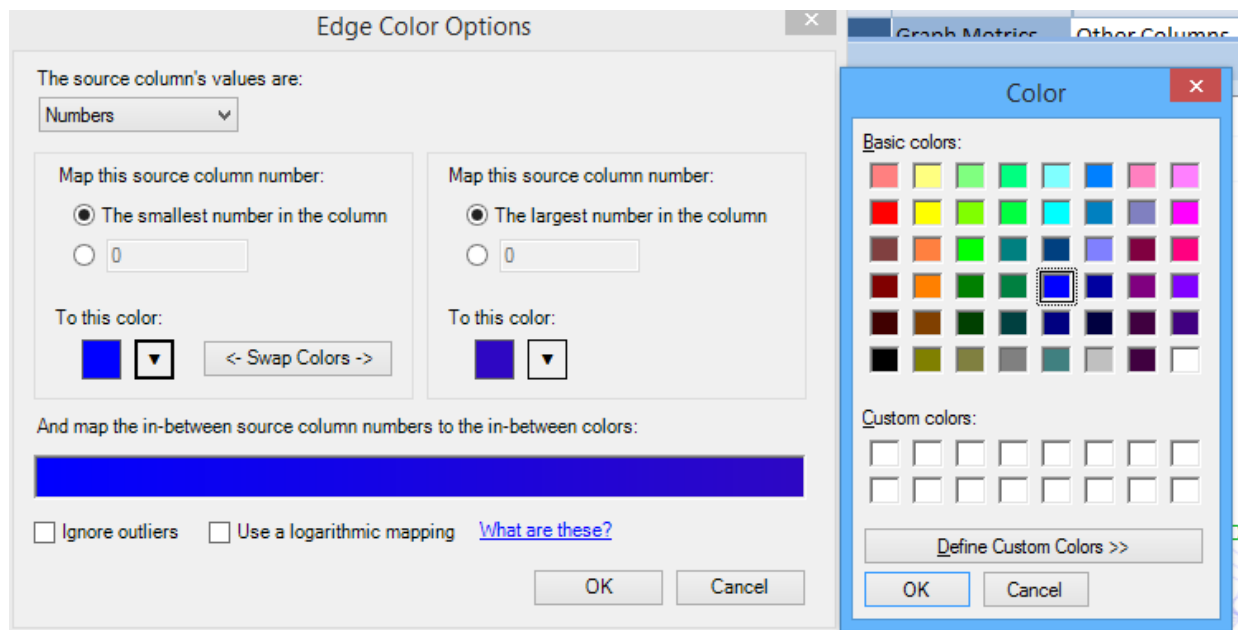 Edge Color Options
The source column's values are:
Numbers
Map this source column number:
The smallest number in the column
0
To this color:
<- Swap Colors ->
Map this source column number:
The largest number in the column
0
To this color:
And map the in-between source column numbers to the in-between colors:
Ignore outliers
Use a logarithmic mapping
What are these?
OK
Cancel
Graph Metrics
Other Columns
Color
Basic colors:
Custom colors:
Define Custom Colors >>
OK
Cancel